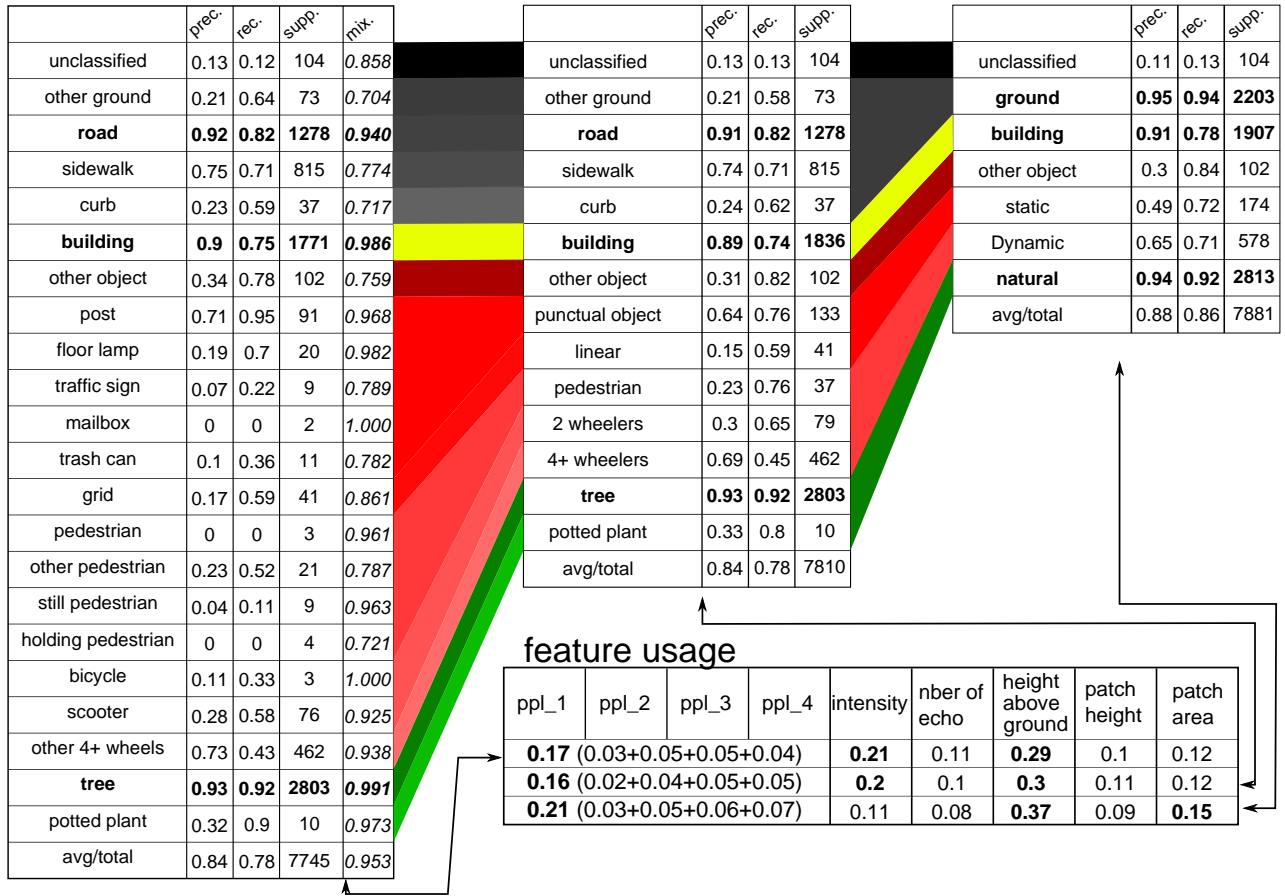 prec. rec. supp. mix.
unclassified 0.13 0.12 104 0.858
other ground 0.21 0.64 73 0.704
road 0.92 0.82 1278 0.940
sidewalk 0.75 0.71 815 0.774
curb 0.23 0.59 37 0.717
building 0.9 0.75 1771 0.986
other object 0.34 0.78 102 0.759
post 0.71 0.95 91 0.968
floor lamp 0.19 0.7 20 0.982
traffic sign 0.07 0.22 9 0.789
mailbox 0 0 2 1.000
trash can 0.1 0.36 11 0.782
grid 0.17 0.59 41 0.861
pedestrian 0 0 3 0.961
other pedestrian 0.23 0.52 21 0.787
still pedestrian 0.04 0.11 9 0.963
holding pedestrian 0 0 4 0.721
bicycle 0.11 0.33 3 1.000
scooter 0.28 0.58 76 0.925
other 4+ wheels 0.73 0.43 462 0.938
tree 0.93 0.92 2803 0.991
potted plant 0.32 0.9 10 0.973
avg/total 0.84 0.78 7745 0.953
prec. rec. supp.
unclassified 0.13 0.13 104
other ground 0.21 0.58 73
road 0.91 0.82 1278
sidewalk 0.74 0.71 815
curb 0.24 0.62 37
building 0.89 0.74 1836
other object 0.31 0.82 102
punctual object 0.64 0.76 133
linear 0.15 0.59 41
pedestrian 0.23 0.76 37
2 wheelers 0.3 0.65 79
4+ wheelers 0.69 0.45 462
tree 0.93 0.92 2803
potted plant 0.33 0.8 10
avg/total 0.84 0.78 7810
prec. rec. supp.
unclassified 0.11 0.13 104
ground 0.95 0.94 2203
building 0.91 0.78 1907
other object 0.3 0.84 102
static 0.49 0.72 174
Dynamic 0.65 0.71 578
natural 0.94 0.92 2813
avg/total 0.88 0.86 7881
feature usage
ppl_1 ppl_2 ppl_3 ppl_4 intensity nber of echo height above ground patch height patch area
0.17 (0.03+0.05+0.05+0.04) 0.21 0.11 0.29 0.1 0.12
0.16 (0.02+0.04+0.05+0.05) 0.2 0.1 0.3 0.11 0.12
0.21 (0.03+0.05+0.06+0.07) 0.11 0.08 0.37 0.09 0.15